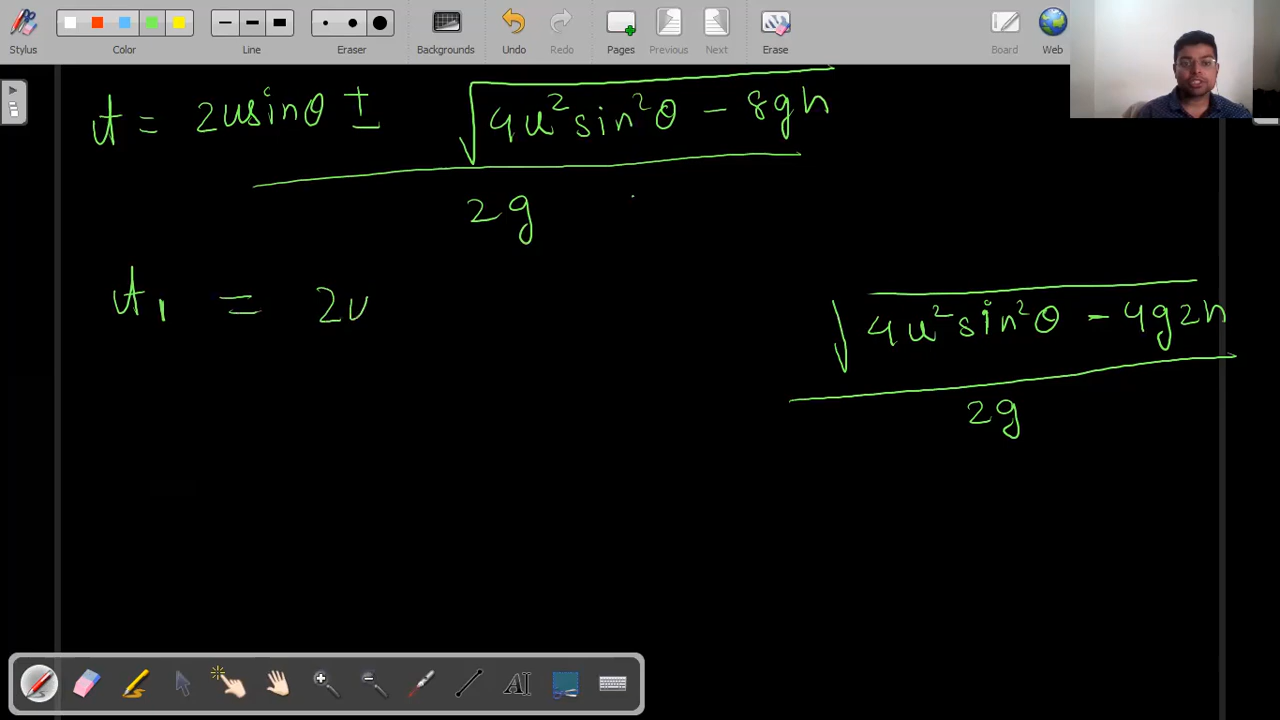 Stylus Color Line Eraser Backgrounds Undo Redo Pages Previous Next Erase Board Web
t = 2usinθ ± √4u²sin²θ - 8gh
2g
t₁ = 2u
√4u²sin²θ - 4g2h
2g